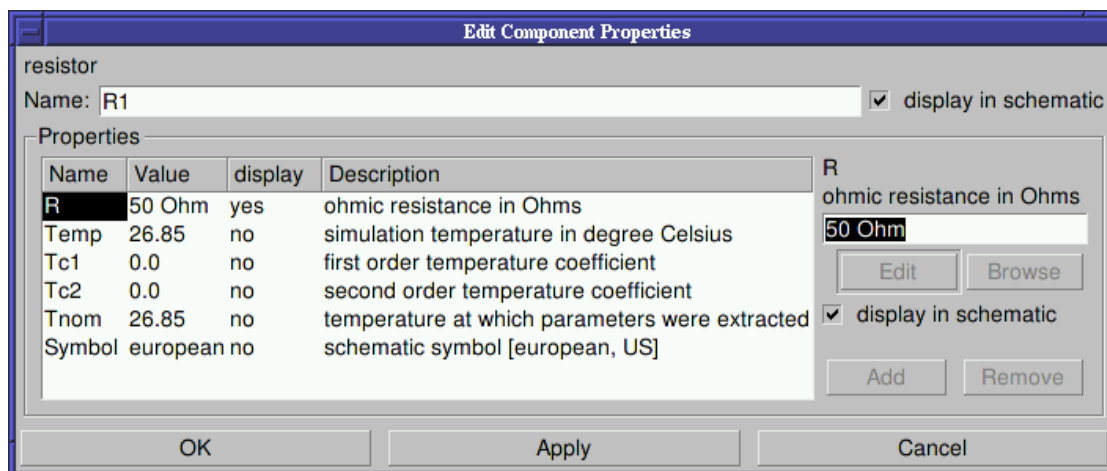 Edit Component Properties
resistor
Name: R1 display in schematic
Properties
Name Value display Description
R 50 Ohm yes ohmic resistance in Ohms
Temp 26.85 no simulation temperature in degree Celsius
Tc1 0.0 no first order temperature coefficient
Tc2 0.0 no second order temperature coefficient
Tnom 26.85 no temperature at which parameters were extracted
Symbol european no schematic symbol [european, US]
R
ohmic resistance in Ohms
50 Ohm
Edit Browse
display in schematic
Add Remove
OK Apply Cancel